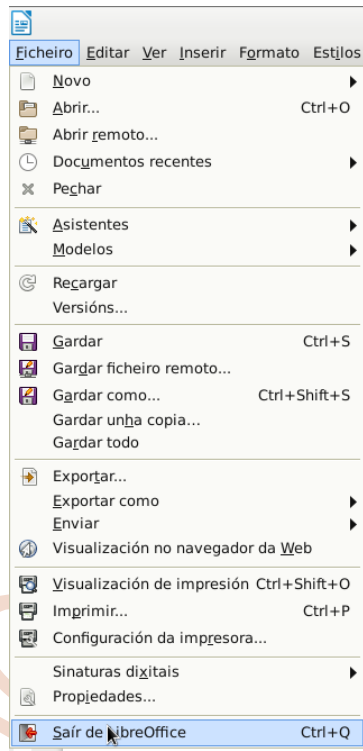 Ficheiro Editar Ver Inserir Formato Estilos
Novo
Abrir... Ctrl+O
Abrir remoto...
Documentos recentes
Pechar
Asistentes
Modelos
Recargar
Versións...
Gardar Ctrl+S
Gardar ficheiro remoto...
Gardar como... Ctrl+Shift+S
Gardar unha copia...
Gardar todo
Exportar...
Exportar como
Enviar
Visualización no navegador da Web
Visualización de impresión Ctrl+Shift+O
Imprimir... Ctrl+P
Configuración da impresora...
Sinaturas dixitais
Propiedades...
Saír de LibreOffice Ctrl+Q